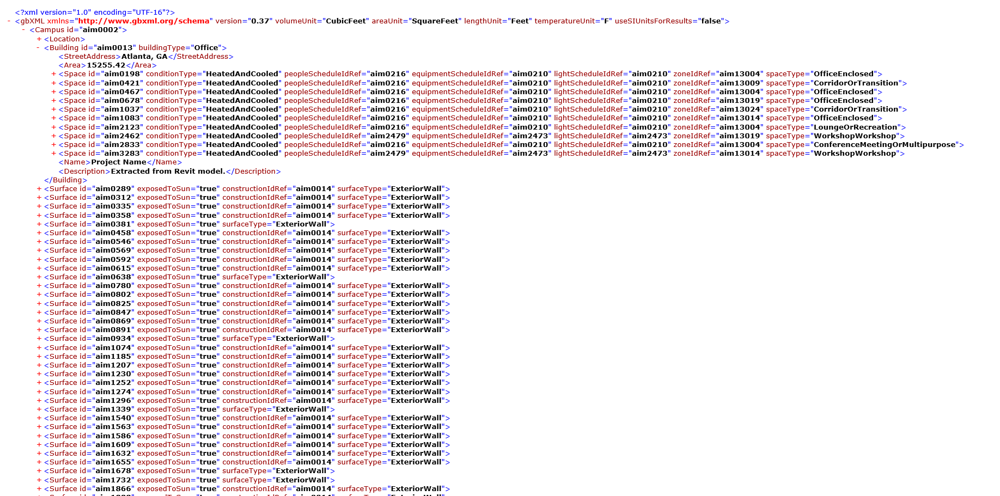 <?xml version="1.0" encoding="UTF-16"?>
- <gbXML xmlns="http://www.gbxml.org/schema" version="0.37" volumeUnit="CubicFeet" areaUnit="SquareFeet" lengthUnit="Feet" temperatureUnit="F" useSIUnitsForResults="false">
- <Campus id="aim0002">
+ <Location>
- <Building id="aim0013" buildingType="Office">
<StreetAddress>Atlanta, GA</StreetAddress>
<Area>15255.42</Area>
+ <Space id="aim0198" conditionType="HeatedAndCooled" peopleScheduleIdRef="aim0216" equipmentScheduleIdRef="aim0210" lightScheduleIdRef="aim0210" zoneIdRef="aim13004" spaceType="OfficeEnclosed">
+ <Space id="aim0421" conditionType="HeatedAndCooled" peopleScheduleIdRef="aim0216" equipmentScheduleIdRef="aim0210" lightScheduleIdRef="aim0210" zoneIdRef="aim13009" spaceType="CorridorOrTransition">
+ <Space id="aim0467" conditionType="HeatedAndCooled" peopleScheduleIdRef="aim0216" equipmentScheduleIdRef="aim0210" lightScheduleIdRef="aim0210" zoneIdRef="aim13004" spaceType="OfficeEnclosed">
+ <Space id="aim0678" conditionType="HeatedAndCooled" peopleScheduleIdRef="aim0216" equipmentScheduleIdRef="aim0210" lightScheduleIdRef="aim0210" zoneIdRef="aim13019" spaceType="OfficeEnclosed">
+ <Space id="aim1037" conditionType="HeatedAndCooled" peopleScheduleIdRef="aim0216" equipmentScheduleIdRef="aim0210" lightScheduleIdRef="aim0210" zoneIdRef="aim13024" spaceType="CorridorOrTransition">
+ <Space id="aim1083" conditionType="HeatedAndCooled" peopleScheduleIdRef="aim0216" equipmentScheduleIdRef="aim0210" lightScheduleIdRef="aim0210" zoneIdRef="aim13014" spaceType="OfficeEnclosed">
+ <Space id="aim2123" conditionType="HeatedAndCooled" peopleScheduleIdRef="aim0216" equipmentScheduleIdRef="aim0210" lightScheduleIdRef="aim0210" zoneIdRef="aim13004" spaceType="LoungeOrRecreation">
+ <Space id="aim2462" conditionType="HeatedAndCooled" peopleScheduleIdRef="aim2479" equipmentScheduleIdRef="aim2473" lightScheduleIdRef="aim2473" zoneIdRef="aim13019" spaceType="WorkshopWorkshop">
+ <Space id="aim2833" conditionType="HeatedAndCooled" peopleScheduleIdRef="aim0216" equipmentScheduleIdRef="aim0210" lightScheduleIdRef="aim0210" zoneIdRef="aim13004" spaceType="ConferenceMeetingOrMultipurpose">
+ <Space id="aim3283" conditionType="HeatedAndCooled" peopleScheduleIdRef="aim2479" equipmentScheduleIdRef="aim2473" lightScheduleIdRef="aim2473" zoneIdRef="aim13014" spaceType="WorkshopWorkshop">
<Name>Project Name</Name>
<Description>Extracted from Revit model.</Description>
</Building>
+ <Surface id="aim0289" exposedToSun="true" constructionIdRef="aim0014" surfaceType="ExteriorWall">
+ <Surface id="aim0312" exposedToSun="true" constructionIdRef="aim0014" surfaceType="ExteriorWall">
+ <Surface id="aim0335" exposedToSun="true" constructionIdRef="aim0014" surfaceType="ExteriorWall">
+ <Surface id="aim0358" exposedToSun="true" constructionIdRef="aim0014" surfaceType="ExteriorWall">
+ <Surface id="aim0381" exposedToSun="true" surfaceType="ExteriorWall">
+ <Surface id="aim0458" exposedToSun="true" constructionIdRef="aim0014" surfaceType="ExteriorWall">
+ <Surface id="aim0546" exposedToSun="true" constructionIdRef="aim0014" surfaceType="ExteriorWall">
+ <Surface id="aim0569" exposedToSun="true" constructionIdRef="aim0014" surfaceType="ExteriorWall">
+ <Surface id="aim0592" exposedToSun="true" constructionIdRef="aim0014" surfaceType="ExteriorWall">
+ <Surface id="aim0615" exposedToSun="true" constructionIdRef="aim0014" surfaceType="ExteriorWall">
+ <Surface id="aim0638" exposedToSun="true" surfaceType="ExteriorWall">
+ <Surface id="aim0780" exposedToSun="true" constructionIdRef="aim0014" surfaceType="ExteriorWall">
+ <Surface id="aim0802" exposedToSun="true" constructionIdRef="aim0014" surfaceType="ExteriorWall">
+ <Surface id="aim0825" exposedToSun="true" constructionIdRef="aim0014" surfaceType="ExteriorWall">
+ <Surface id="aim0847" exposedToSun="true" constructionIdRef="aim0014" surfaceType="ExteriorWall">
+ <Surface id="aim0869" exposedToSun="true" constructionIdRef="aim0014" surfaceType="ExteriorWall">
+ <Surface id="aim0891" exposedToSun="true" constructionIdRef="aim0014" surfaceType="ExteriorWall">
+ <Surface id="aim0934" exposedToSun="true" surfaceType="ExteriorWall">
+ <Surface id="aim1074" exposedToSun="true" constructionIdRef="aim0014" surfaceType="ExteriorWall">
+ <Surface id="aim1185" exposedToSun="true" constructionIdRef="aim0014" surfaceType="ExteriorWall">
+ <Surface id="aim1207" exposedToSun="true" constructionIdRef="aim0014" surfaceType="ExteriorWall">
+ <Surface id="aim1230" exposedToSun="true" constructionIdRef="aim0014" surfaceType="ExteriorWall">
+ <Surface id="aim1252" exposedToSun="true" constructionIdRef="aim0014" surfaceType="ExteriorWall">
+ <Surface id="aim1274" exposedToSun="true" constructionIdRef="aim0014" surfaceType="ExteriorWall">
+ <Surface id="aim1296" exposedToSun="true" constructionIdRef="aim0014" surfaceType="ExteriorWall">
+ <Surface id="aim1339" exposedToSun="true" surfaceType="ExteriorWall">
+ <Surface id="aim1540" exposedToSun="true" constructionIdRef="aim0014" surfaceType="ExteriorWall">
+ <Surface id="aim1563" exposedToSun="true" constructionIdRef="aim0014" surfaceType="ExteriorWall">
+ <Surface id="aim1586" exposedToSun="true" constructionIdRef="aim0014" surfaceType="ExteriorWall">
+ <Surface id="aim1609" exposedToSun="true" constructionIdRef="aim0014" surfaceType="ExteriorWall">
+ <Surface id="aim1632" exposedToSun="true" constructionIdRef="aim0014" surfaceType="ExteriorWall">
+ <Surface id="aim1655" exposedToSun="true" constructionIdRef="aim0014" surfaceType="ExteriorWall">
+ <Surface id="aim1678" exposedToSun="true" surfaceType="ExteriorWall">
+ <Surface id="aim1732" exposedToSun="true" surfaceType="ExteriorWall">
+ <Surface id="aim1866" exposedToSun="true" constructionIdRef="aim0014" surfaceType="ExteriorWall">